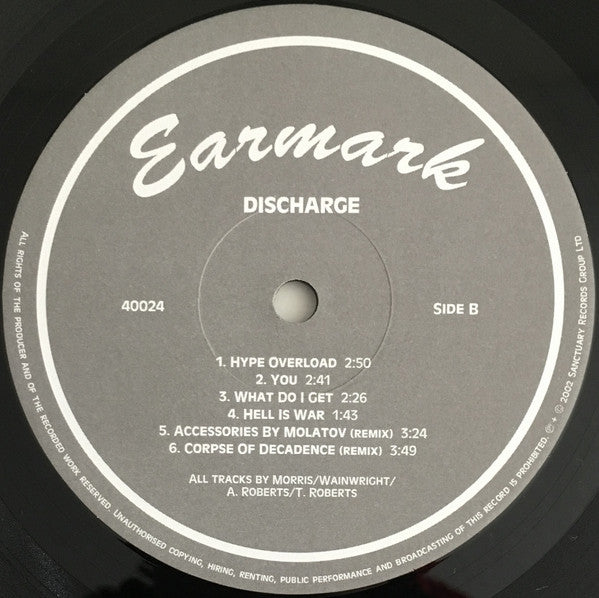 Earmark
DISCHARGE
40024
SIDE B
1. HYPE OVERLOAD 2:50
2. YOU 2:41
3. WHAT DO I GET 2:26
4. HELL IS WAR 1:43
5. ACCESSORIES BY MOLATOV (REMIX) 3:24
6. CORPSE OF DECADENCE (REMIX) 3:49
ALL TRACKS BY MORRIS/WAINWRIGHT/
A. ROBERTS/T. ROBERTS
ALL RIGHTS OF THE PRODUCER AND OF THE RECORDED WORK RESERVED. UNAUTHORISED COPYING, HIRING, RENTING, PUBLIC PERFORMANCE AND BROADCASTING OF THIS RECORD IS PROHIBITED. ℗ + © 2002 SANCTUARY RECORDS GROUP LTD